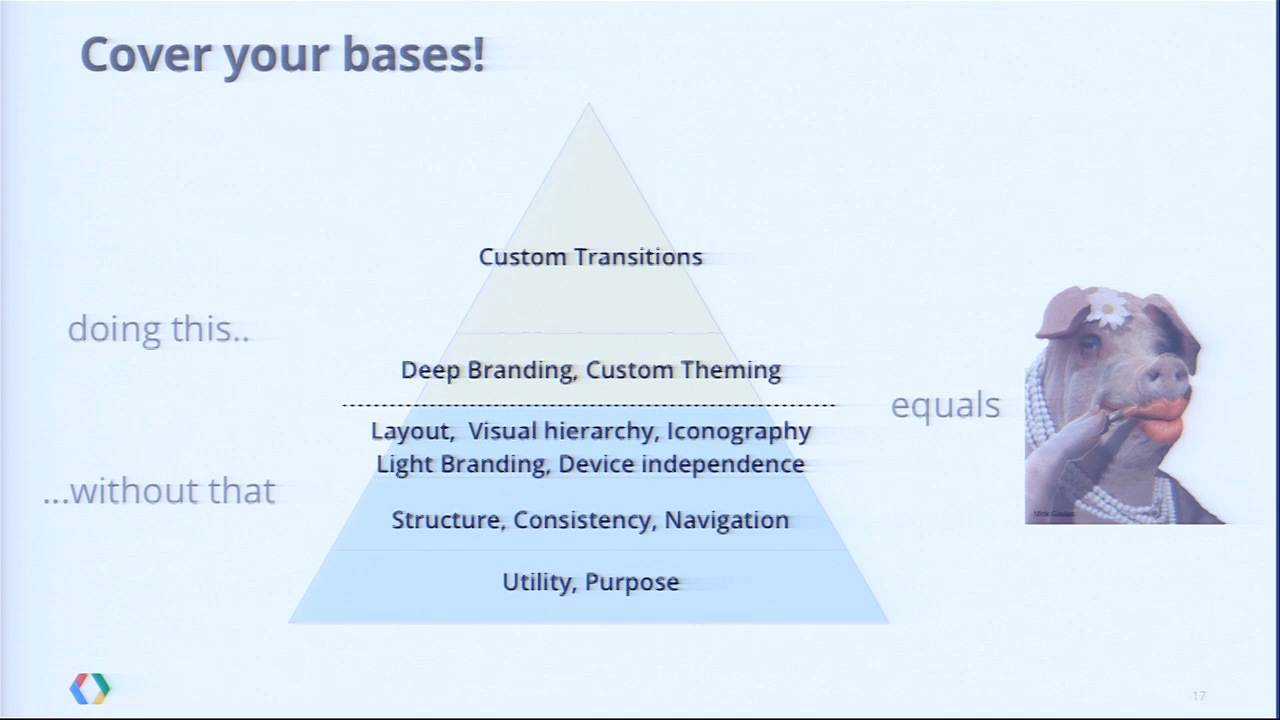 Cover your bases!
Custom Transitions
doing this..
Deep Branding, Custom Theming
equals
Layout, Visual hierarchy, Iconography
Light Branding, Device independence
...without that
Structure, Consistency, Navigation
Utility, Purpose
17